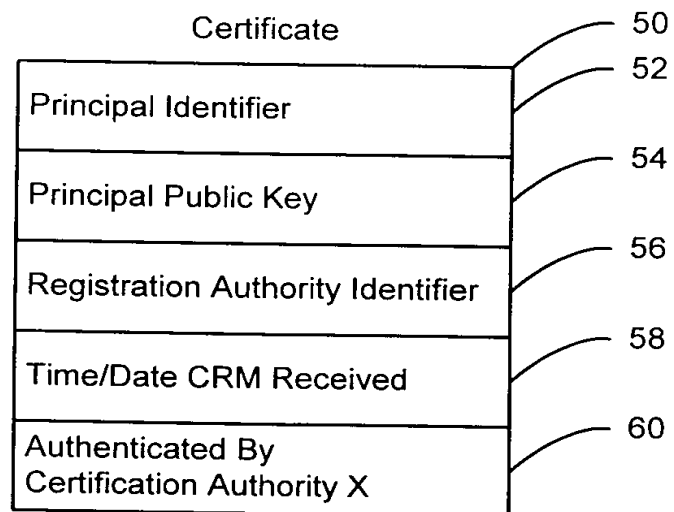 Certificate
50
52
Principal Identifier
54
Principal Public Key
56
Registration Authority Identifier
58
Time/Date CRM Received
60
Authenticated By
Certification Authority X